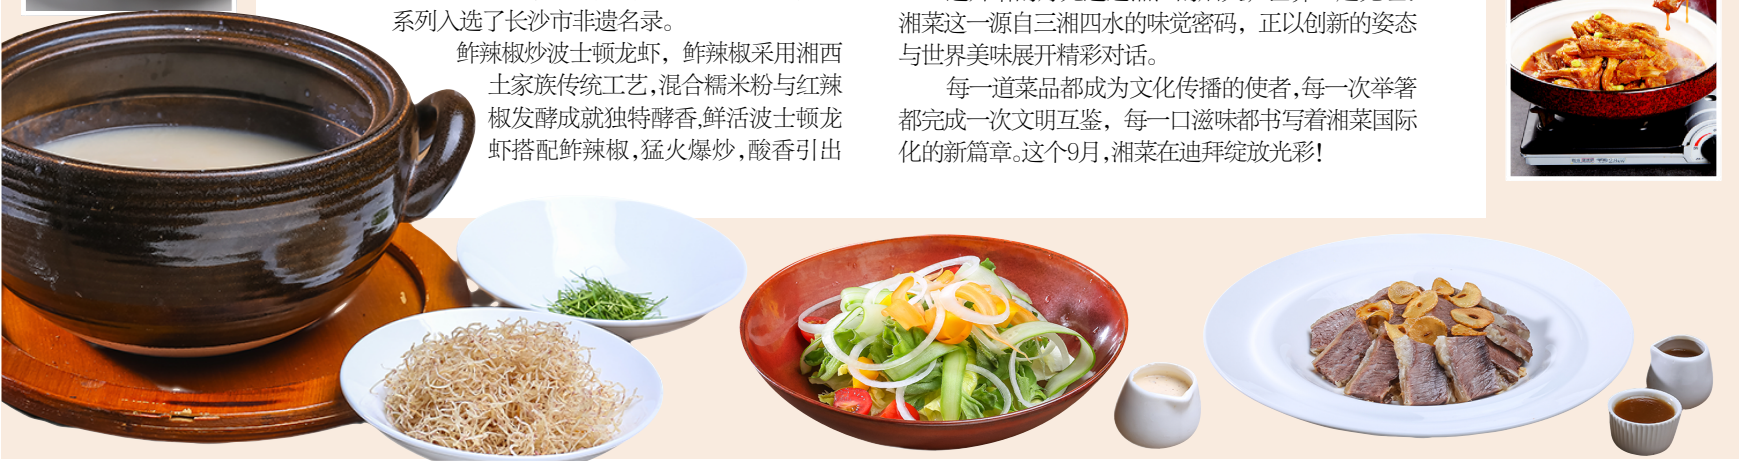 系列入选了长沙市非遗名录。
鲊辣椒炒波士顿龙虾，鲊辣椒采用湘西
土家族传统工艺，混合糯米粉与红辣
椒发酵成就独特酵香，鲜活波士顿龙
虾搭配鲊辣椒，猛火爆炒，酸香引出
湘菜这一源自三湘四水的味觉密码，正以创新的姿态
与世界美味展开精彩对话。
每一道菜品都成为文化传播的使者，每一次举箸
都完成一次文明互鉴，每一口滋味都书写着湘菜国际
化的新篇章。这个9月，湘菜在迪拜绽放光彩！